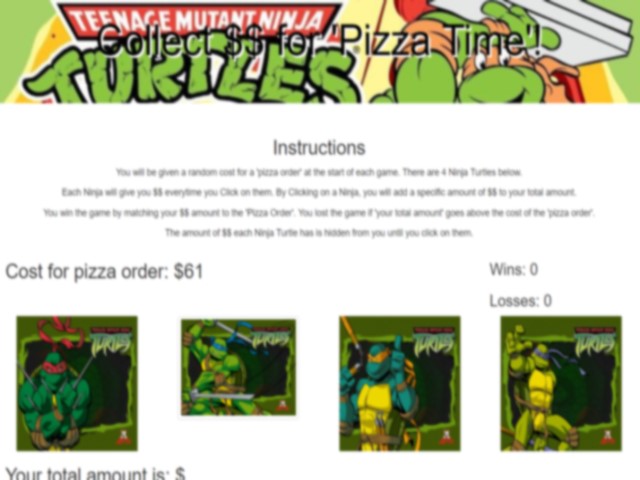 TEENAGE MUTANT NINJA
TURTLES
Collect $$ for 'Pizza Time'!
Instructions
You will be given a random cost for a 'pizza order' at the start of each game. There are 4 Ninja Turtles below.
Each Ninja will give you $$ everytime you Click on them. By Clicking on a Ninja, you will add a specific amount of $$ to your total amount.
You win the game by matching your $$ amount to the 'Pizza Order'. You lost the game if 'your total amount' goes above the cost of the 'pizza order'.
The amount of $$ each Ninja Turtle has is hidden from you until you click on them.
Cost for pizza order: $61
Wins: 0
Losses: 0
TURTLES
TURTLES
TURTLES
TURTLES
Your total amount is: $